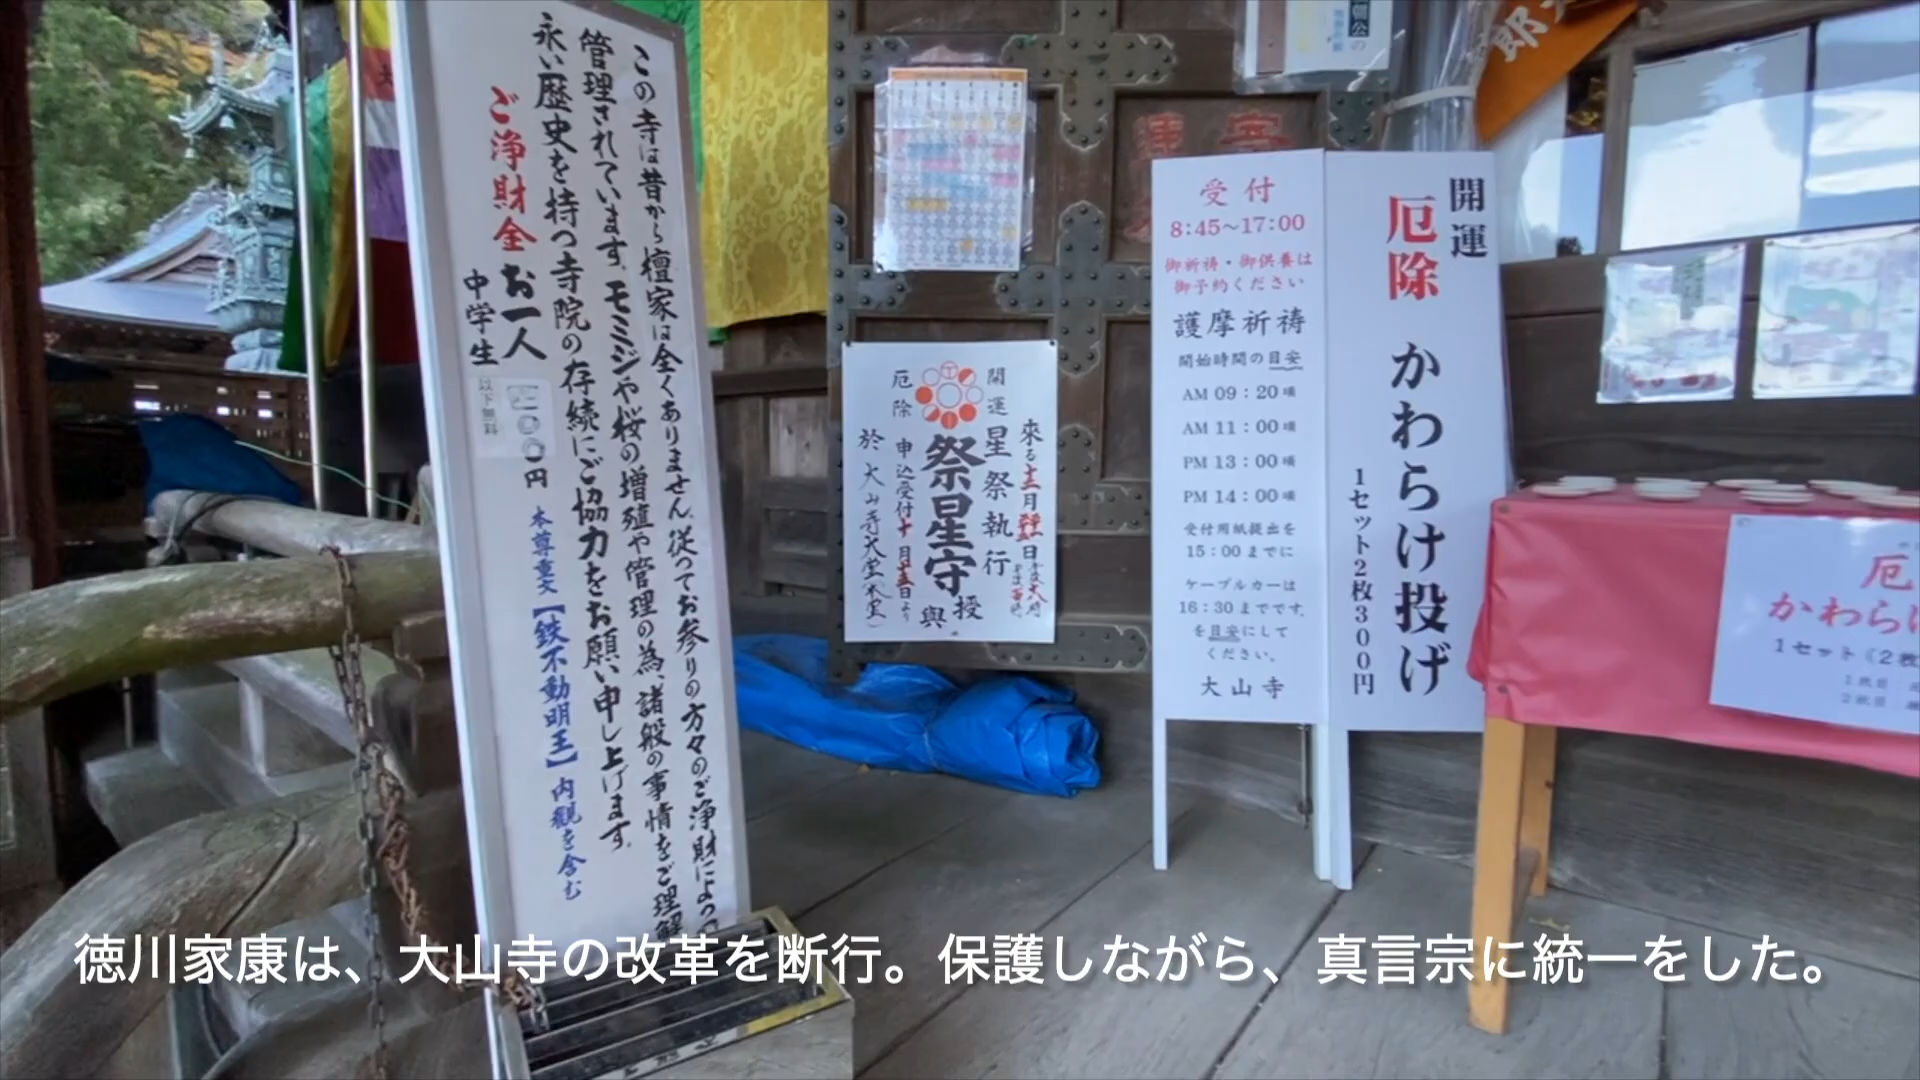 この寺は昔から檀家は全くありません。従ってお参りの方々のご浄財によって
管理されています。モミジや桜の増殖や管理の為、諸般の事情をご理解
永い歴史を持つ寺院の存続にご協力をお願い申し上げます。
ご浄財金
お一人
中学生
以下無料
円
本尊重文【鉄不動明王】内観を含む
開運
厄除
星祭執行
祭星守
授与
於 大山寺大堂
受付
8:45～17:00
御祈祷・御供養は
御予約ください
護摩祈祷
開始時間の目安
AM 09:20頃
AM 11:00頃
PM 13:00頃
PM 14:00頃
受付用紙提出を
15:00までに
ケーブルカーは
16:30までです。
を目安にして
ください。
大山寺
開運
厄除 かわらけ投げ
1セット2枚300円
厄
かわらけ
1セット(2枚
1枚目
2枚目
徳川家康は、大山寺の改革を断行。保護しながら、真言宗に統一をした。